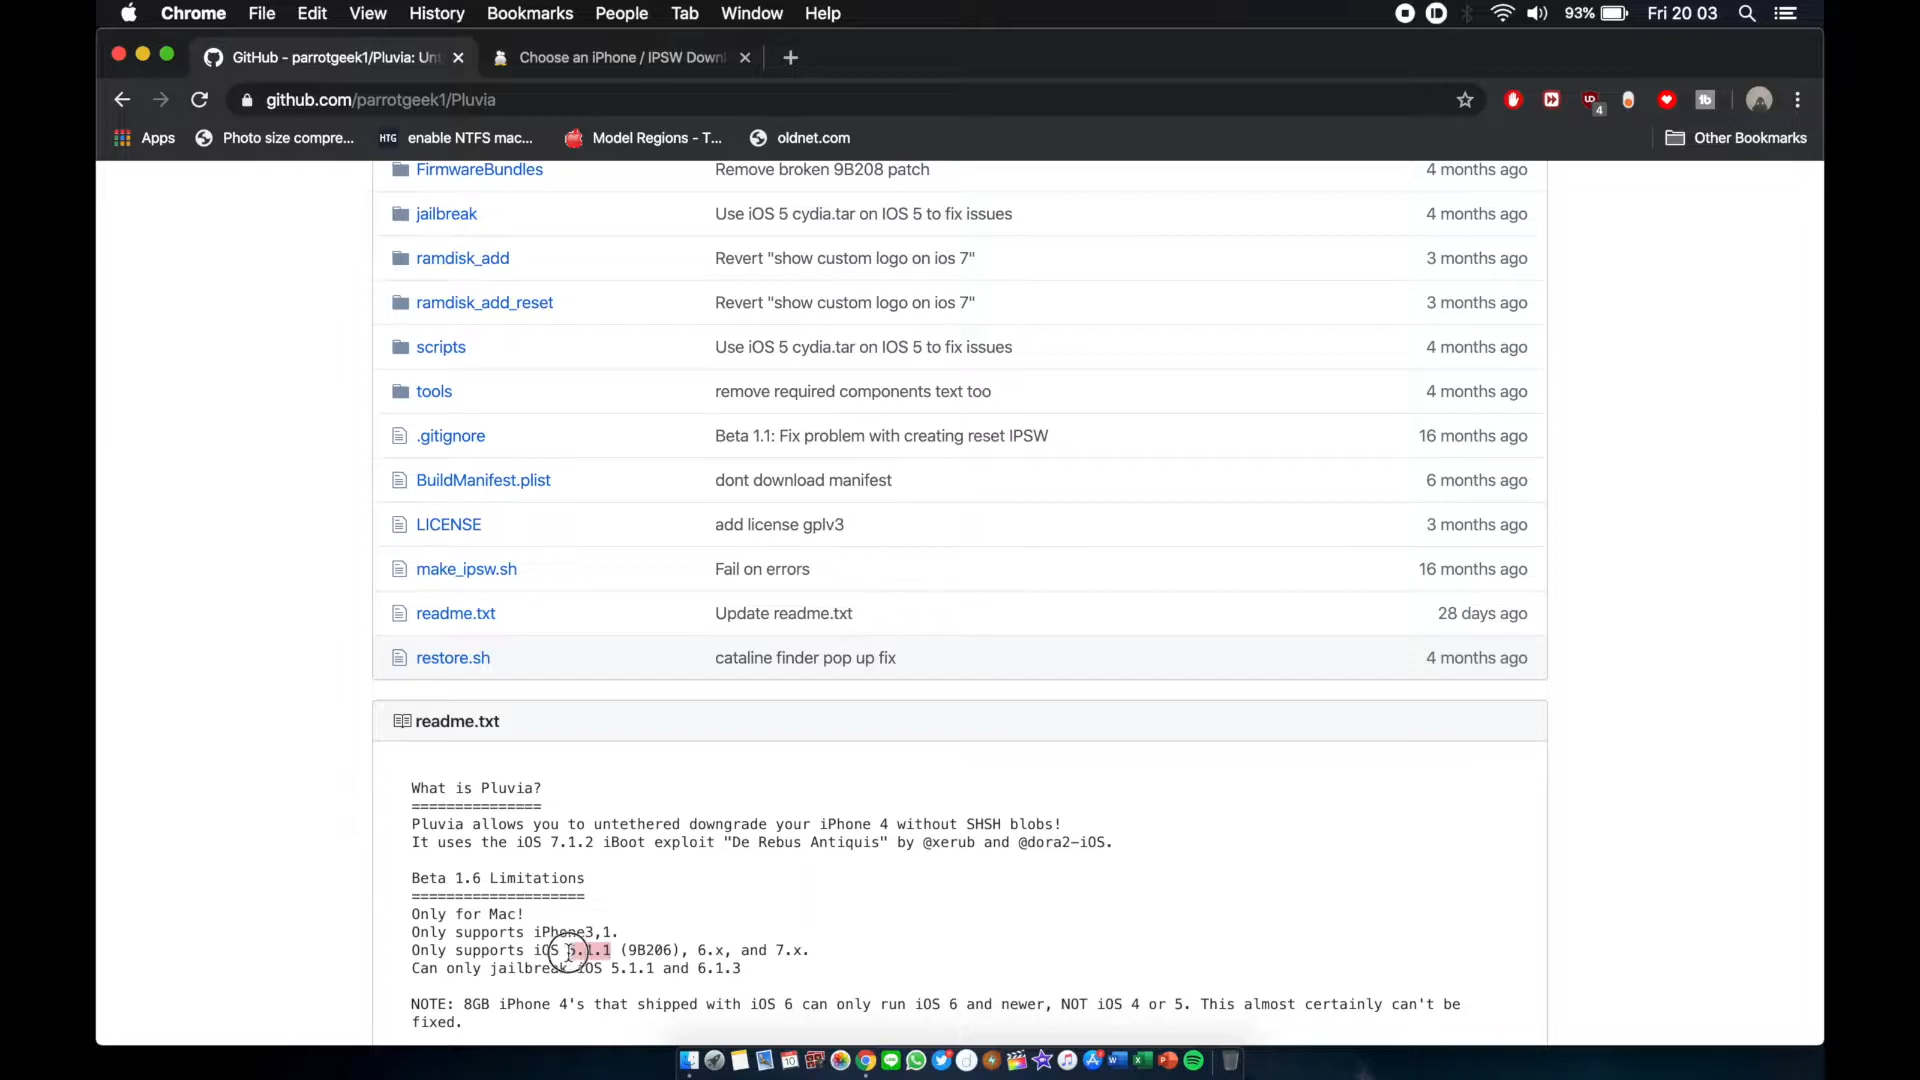 Chrome File Edit View History Bookmarks People Tab Window Help 93% Fri 20 03
GitHub - parrotgeek1/Pluvia: Unt
Choose an iPhone / IPSW Downl
github.com/parrotgeek1/Pluvia
4
Apps Photo size compre... HTG enable NTFS mac... Model Regions - T... oldnet.com Other Bookmarks
FirmwareBundles Remove broken 9B208 patch 4 months ago
jailbreak Use iOS 5 cydia.tar on IOS 5 to fix issues 4 months ago
ramdisk_add Revert "show custom logo on ios 7" 3 months ago
ramdisk_add_reset Revert "show custom logo on ios 7" 3 months ago
scripts Use iOS 5 cydia.tar on IOS 5 to fix issues 4 months ago
tools remove required components text too 4 months ago
.gitignore Beta 1.1: Fix problem with creating reset IPSW 16 months ago
BuildManifest.plist dont download manifest 6 months ago
LICENSE add license gplv3 3 months ago
make_ipsw.sh Fail on errors 16 months ago
readme.txt Update readme.txt 28 days ago
restore.sh cataline finder pop up fix 4 months ago
readme.txt
What is Pluvia?
===============
Pluvia allows you to untethered downgrade your iPhone 4 without SHSH blobs!
It uses the iOS 7.1.2 iBoot exploit "De Rebus Antiquis" by @xerub and @dora2-iOS.
Beta 1.6 Limitations
====================
Only for Mac!
Only supports iPhone3,1.
Only supports iOS 5.1.1 (9B206), 6.x, and 7.x.
Can only jailbreak iOS 5.1.1 and 6.1.3
NOTE: 8GB iPhone 4's that shipped with iOS 6 can only run iOS 6 and newer, NOT iOS 4 or 5. This almost certainly can't be
fixed.